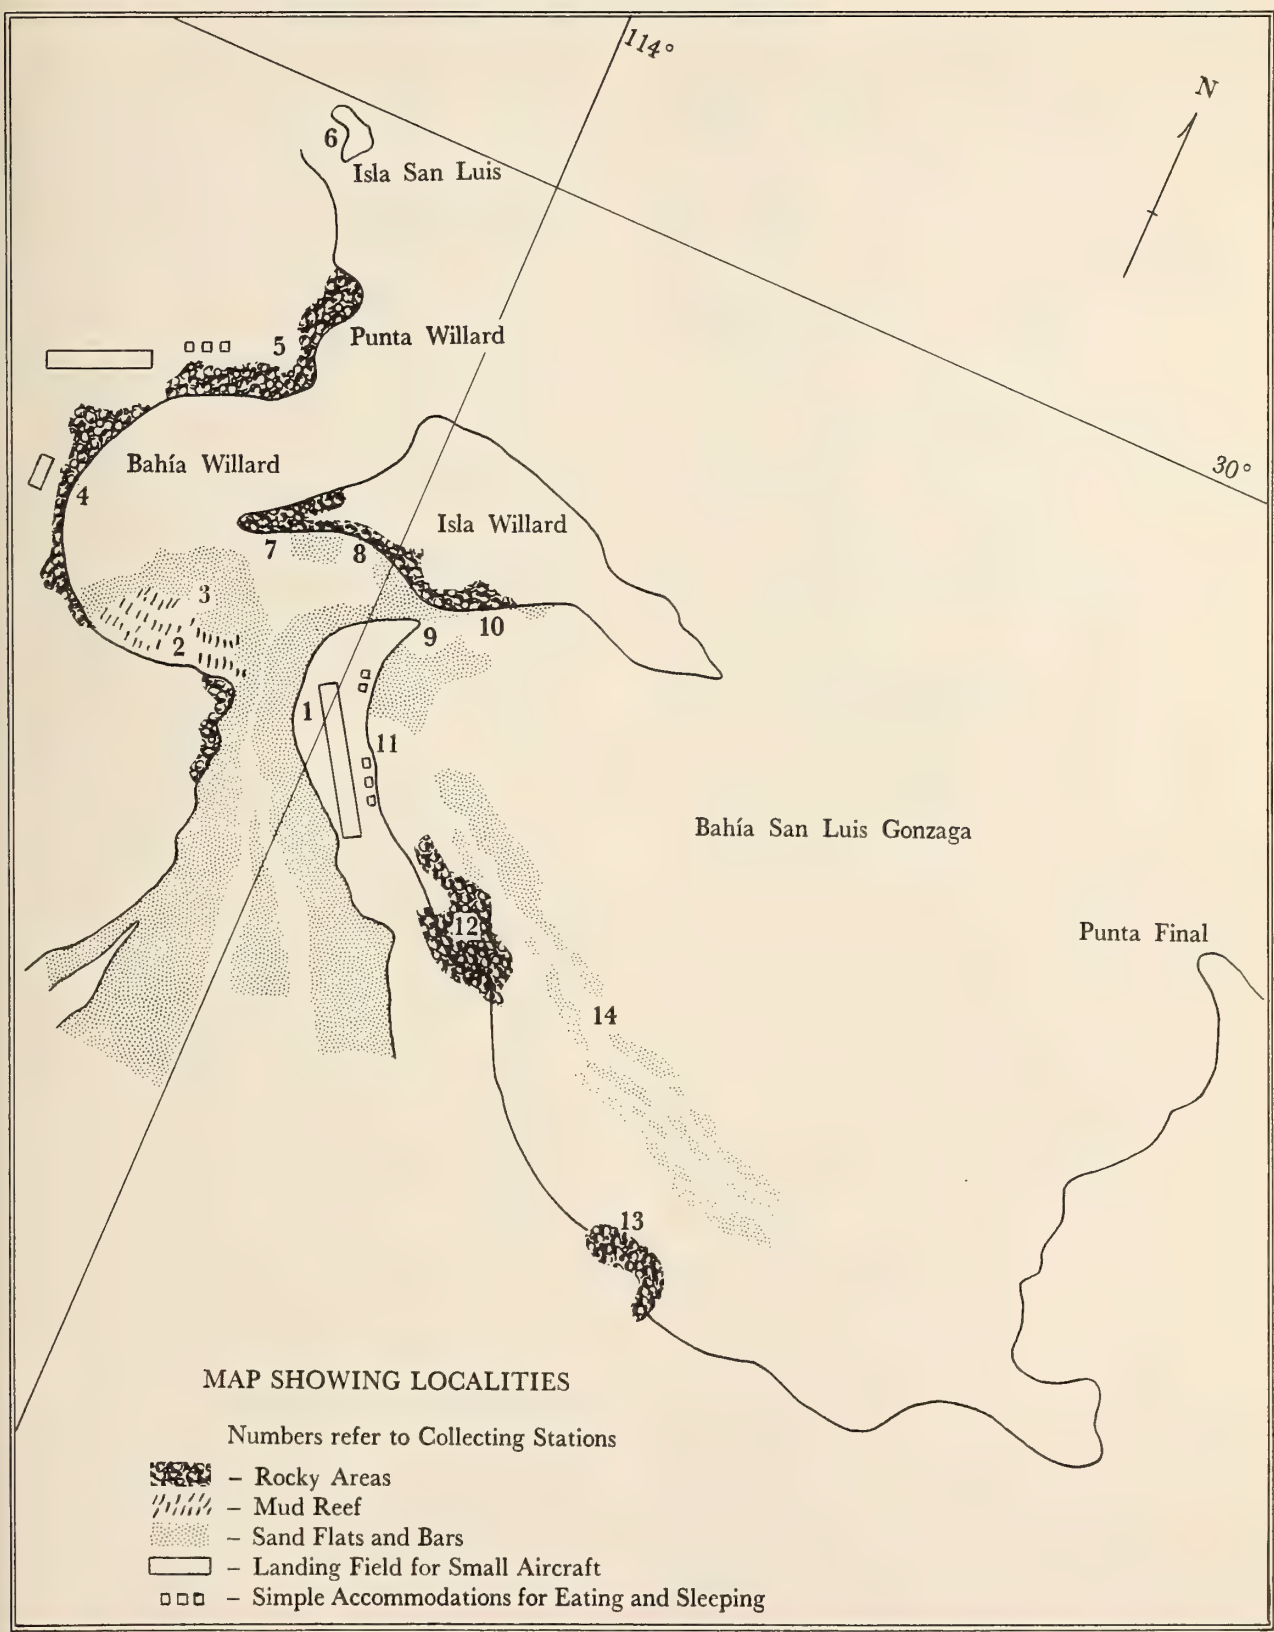 114°
N
6
Isla San Luis
5
Punta Willard
Bahía Willard
30°
4
Isla Willard
7
8
3
9
10
2
1
11
Bahía San Luis Gonzaga
12
Punta Final
14
13
MAP SHOWING LOCALITIES
Numbers refer to Collecting Stations
– Rocky Areas
– Mud Reef
– Sand Flats and Bars
– Landing Field for Small Aircraft
– Simple Accommodations for Eating and Sleeping